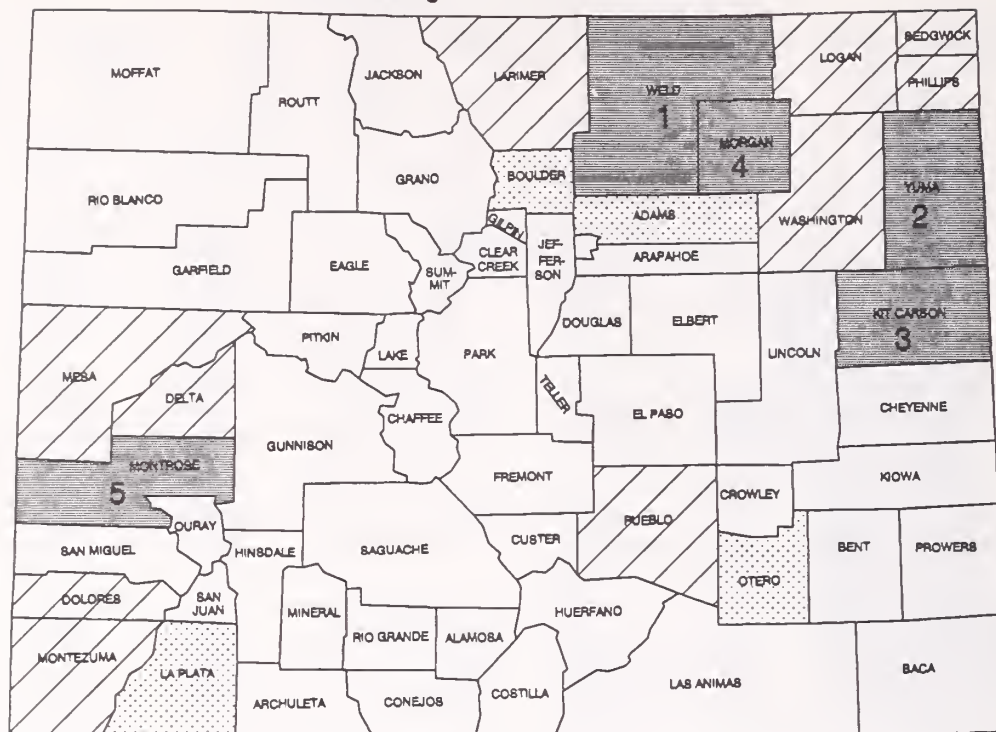 MOFFAT
ROUTT
JACKSON
LARIMER
WELD
1
LOGAN
SEDGWICK
PHILLIPS
MORGAN
4
RIO BLANCO
GRAND
BOULDER
YUMA
2
GARFIELD
EAGLE
SUM-
MIT
GILPIN
CLEAR
CREEK
JEF-
FER-
SON
ADAMS
ARAPAHOE
WASHINGTON
KIT CARSON
3
MESA
PITKIN
LAKE
PARK
DOUGLAS
ELBERT
LINCOLN
DELTA
CHAFFEE
TELLER
EL PASO
CHEYENNE
MONTROSE
5
GUNNISON
FREMONT
CROWLEY
KIOWA
OURAY
SAN MIGUEL
HINSDALE
SAGUACHE
CUSTER
PUEBLO
OTERO
BENT
PROWERS
DOLORES
SAN
JUAN
MINERAL
RIO GRANDE
ALAMOSA
HUERFANO
MONTEZUMA
LA PLATA
ARCHULETA
CONEJOS
COSTILLA
LAS ANIMAS
BACA